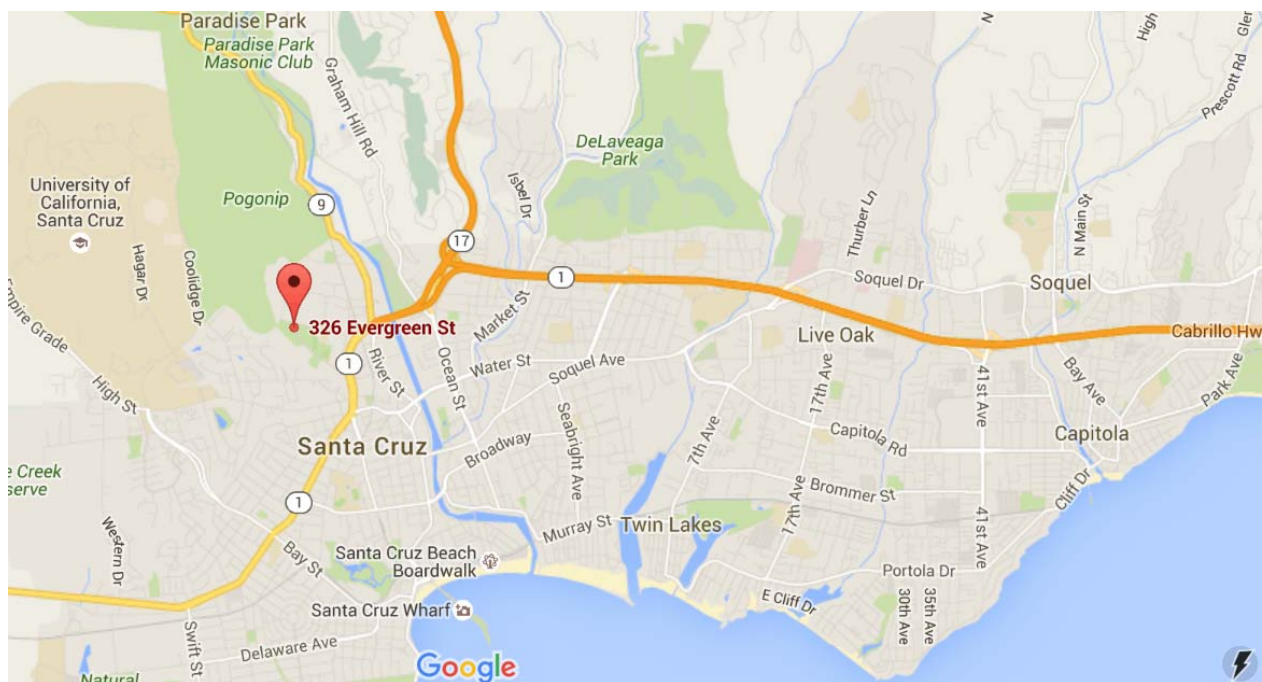 Paradise Park
Paradise Park
Masonic Club
Graham Hill Rd
N
High
Prescott Rd
DeLaveaga
Park
University of
California,
Santa Cruz
Pogonip
9
Isbel Dr
Thurber Ln
N Main St
17
Hagar Dr
Coolidge Dr
1
Soquel Dr
Soquel
326 Evergreen St
Market St
Live Oak
Cabrillo Hw
Empire Grade
1
River St
Ocean St
Water St
Soquel Ave
17th Ave
41st Ave
Bay Ave
Park Ave
High St
Santa Cruz
Broadway
Seabright Ave
7th Ave
Capitola Rd
Capitola
e Creek
serve
1
Brommer St
Cliff Dr
Western Dr
Bay St
Murray St
Twin Lakes
17th Ave
41st Ave
Santa Cruz Beach
Boardwalk
Portola Dr
Santa Cruz Wharf
E Cliff Dr
30th Ave
35th Ave
Swift St
Delaware Ave
Google
Natural